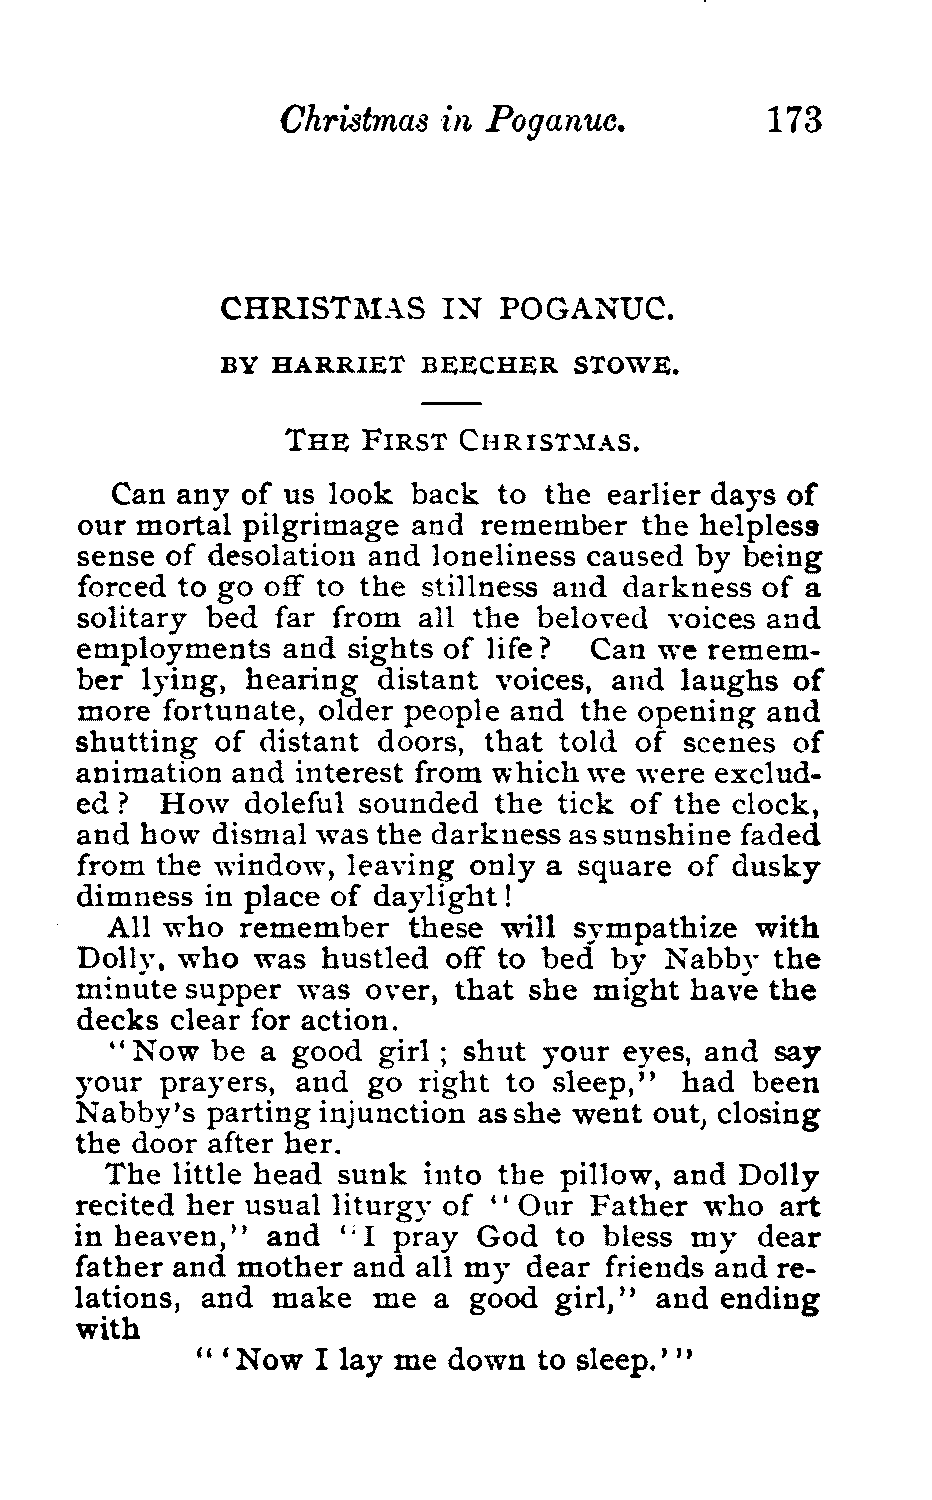 Christmas in Poganuc. 173
CHRISTMAS IN POGANUC.
BY HARRIET BEECHER STOWE.
THE FIRST CHRISTMAS.
Can any of us look back to the earlier days of
our mortal pilgrimage and remember the helpless
sense of desolation and loneliness caused by being
forced to go off to the stillness and darkness of a
solitary bed far from all the beloved voices and
employments and sights of life? Can we remem-
ber lying, hearing distant voices, and laughs of
more fortunate, older people and the opening and
shutting of distant doors, that told of scenes of
animation and interest from which we were exclud-
ed? How doleful sounded the tick of the clock,
and how dismal was the darkness as sunshine faded
from the window, leaving only a square of dusky
dimness in place of daylight!
All who remember these will sympathize with
Dolly, who was hustled off to bed by Nabby the
minute supper was over, that she might have the
decks clear for action.
"Now be a good girl; shut your eyes, and say
your prayers, and go right to sleep," had been
Nabby's parting injunction as she went out, closing
the door after her.
The little head sunk into the pillow, and Dolly
recited her usual liturgy of "Our Father who art
in heaven," and "I pray God to bless my dear
father and mother and all my dear friends and re-
lations, and make me a good girl," and ending
with
"'Now I lay me down to sleep.'"